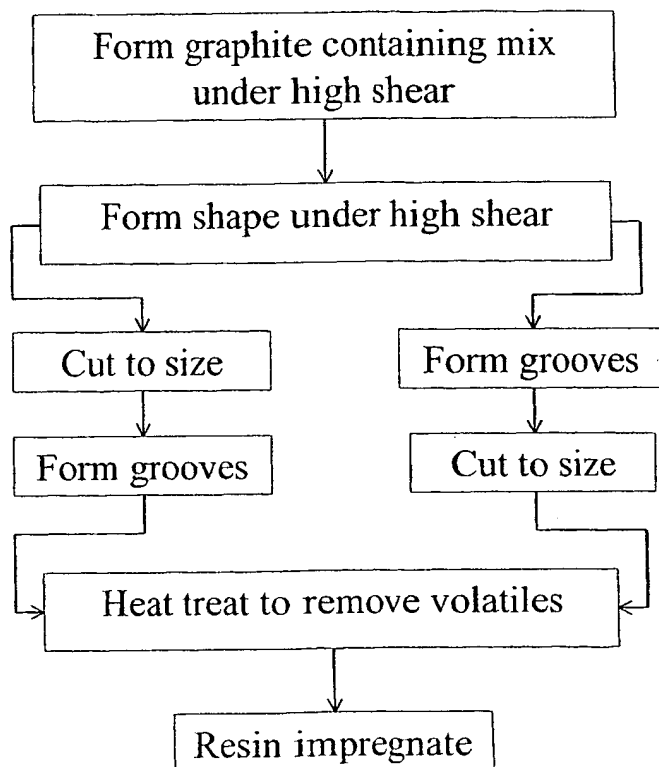 Form graphite containing mix
under high shear
Form shape under high shear
Cut to size
Form grooves
Form grooves
Cut to size
Heat treat to remove volatiles
Resin impregnate